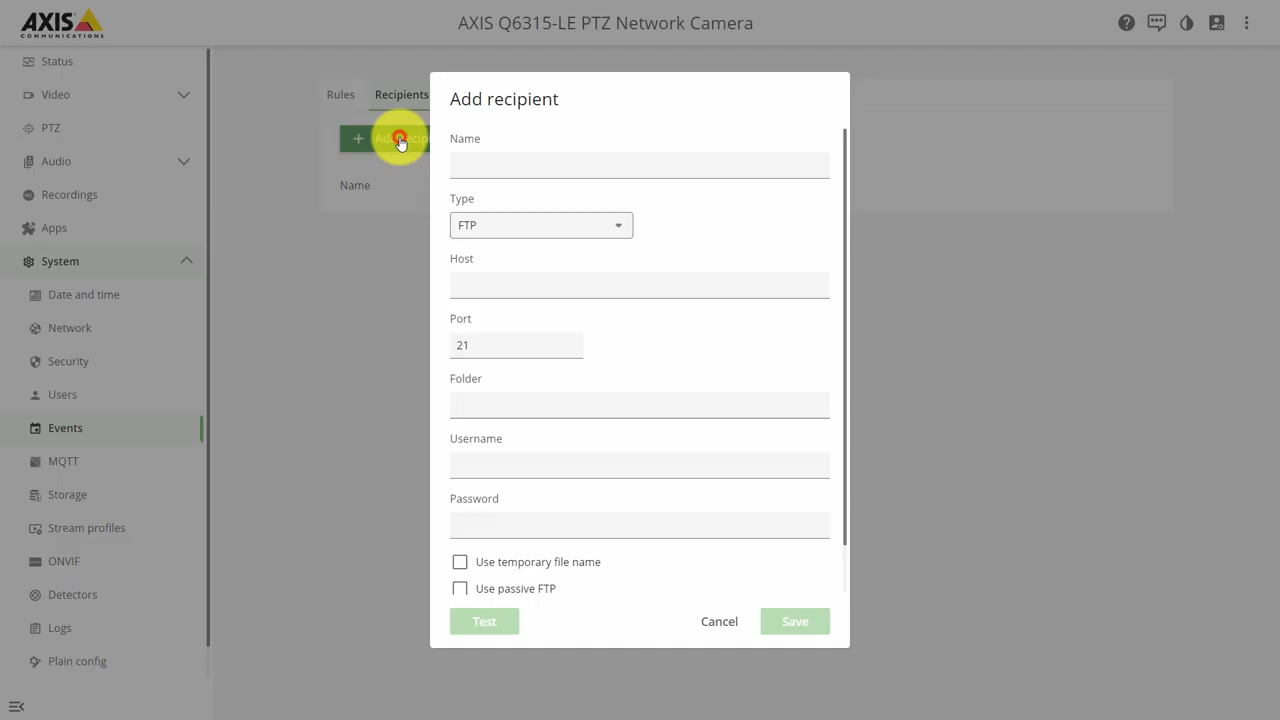 AXIS
COMMUNICATIONS
AXIS Q6315-LE PTZ Network Camera
Status
Video
PTZ
Audio
Recordings
Apps
System
Date and time
Network
Security
Users
Events
MQTT
Storage
Stream profiles
ONVIF
Detectors
Logs
Plain config
Rules
Recipients
+ Add recipi
Name
Add recipient
Name
Type
FTP
Host
Port
21
Folder
Username
Password
Use temporary file name
Use passive FTP
Test
Cancel
Save